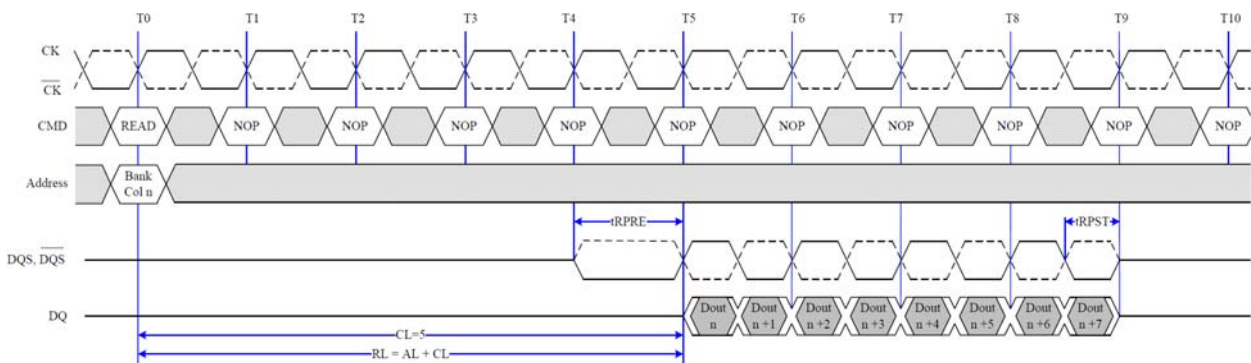 T0 T1 T2 T3 T4 T5 T6 T7 T8 T9 T10
CK
CK
CMD READ NOP NOP NOP NOP NOP NOP NOP NOP NOP NOP
Address Bank
Col n
tRPRE tRPST
DQS, DQS
DQ Dout Dout Dout Dout Dout Dout Dout Dout
n n +1 n +2 n +3 n +4 n +5 n +6 n +7
CL=5
RL = AL + CL